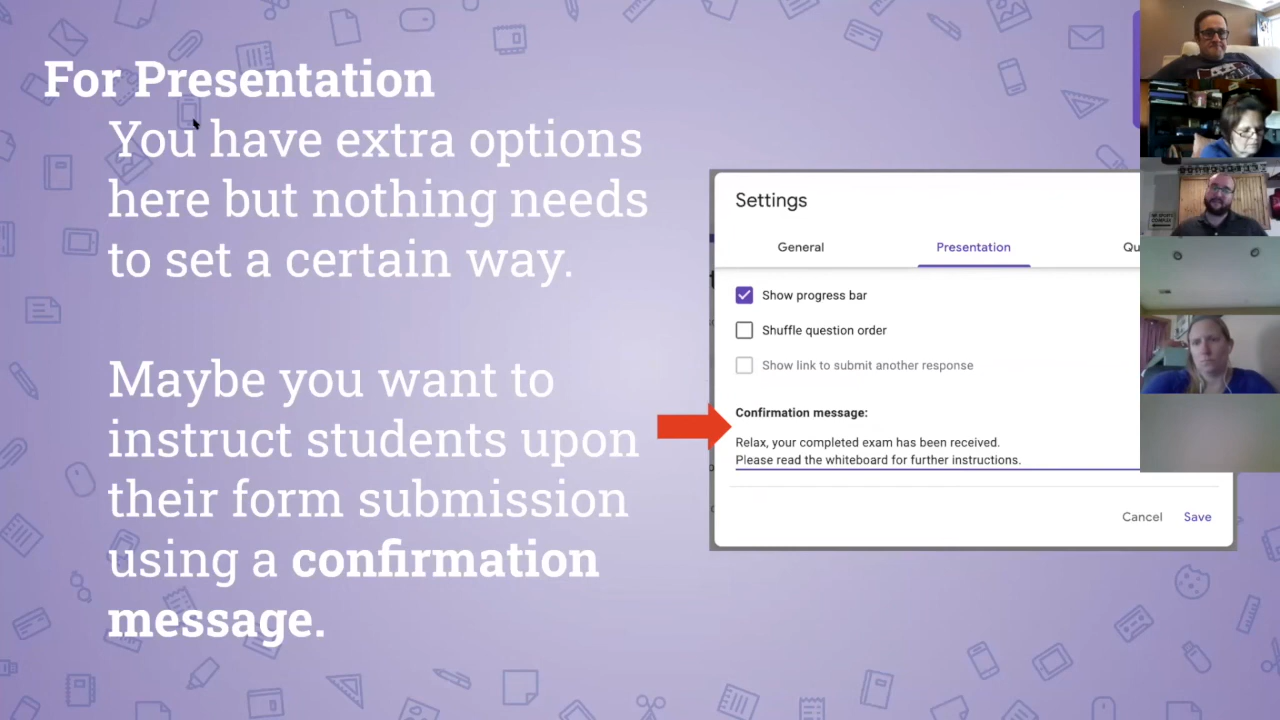 For Presentation
You have extra options
here but nothing needs
to set a certain way.
Maybe you want to
instruct students upon
their form submission
using a confirmation
message.
Settings
General
Presentation
Qu
Show progress bar
Shuffle question order
Show link to submit another response
Confirmation message:
Relax, your completed exam has been received.
Please read the whiteboard for further instructions.
Cancel
Save